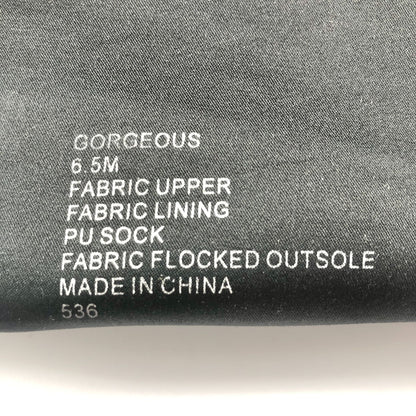 GORGEOUS
6.5M
FABRIC UPPER
FABRIC LINING
PU SOCK
FABRIC FLOCKED OUTSOLE
MADE IN CHINA
536